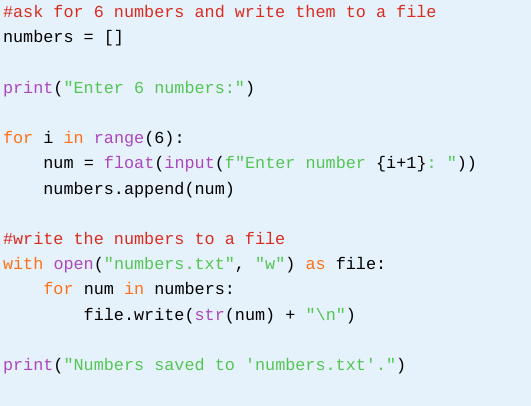 #ask for 6 numbers and write them to a file
numbers = []
print("Enter 6 numbers:")
for i in range(6):
    num = float(input(f"Enter number {i+1}: "))
    numbers.append(num)
#write the numbers to a file
with open("numbers.txt", "w") as file:
    for num in numbers:
        file.write(str(num) + "\n")
print("Numbers saved to 'numbers.txt'.")